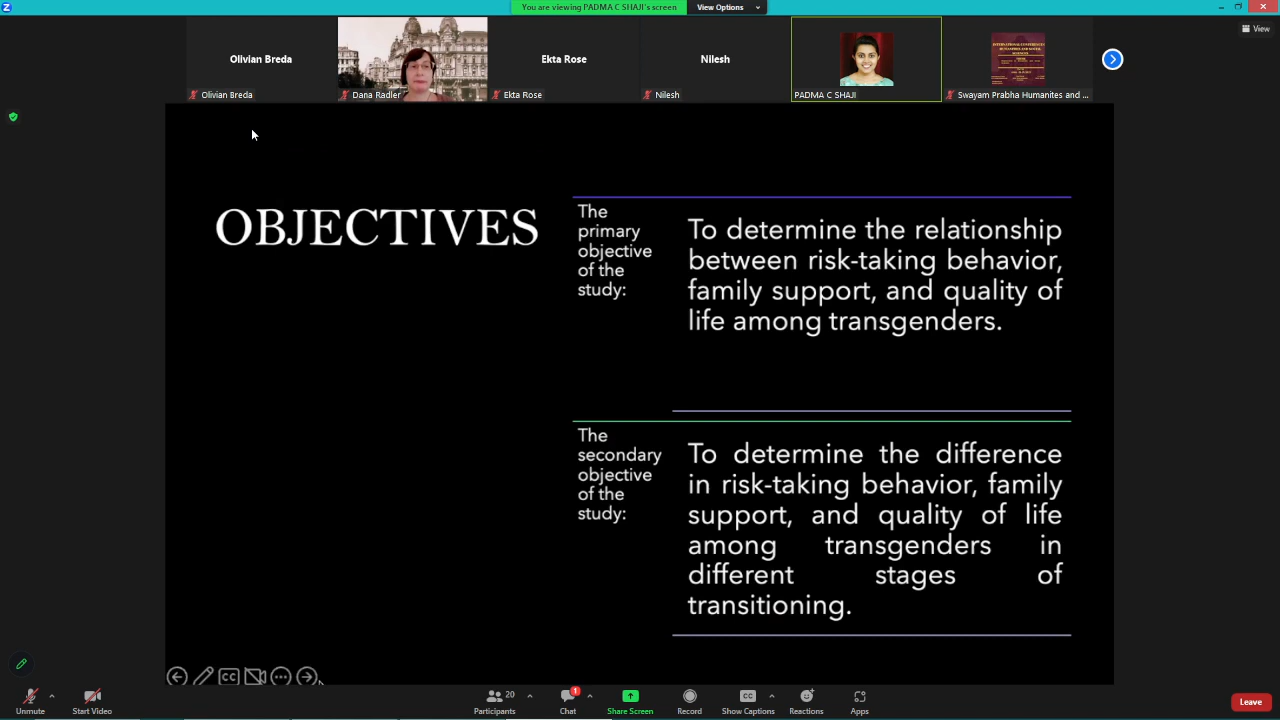 You are viewing PADMA C SHAJI's screen
View Options
View
Olivian Breda
Ekta Rose
Nilesh
Olivian Breda
Dana Radler
Ekta Rose
Nilesh
PADMA C SHAJI
Swayam Prabha Humanites and ...
OBJECTIVES
The
primary
objective
of the
study:
To determine the relationship
between risk-taking behavior,
family support, and quality of
life among transgenders.
The
secondary
objective
of the
study:
To determine the difference
in risk-taking behavior, family
support, and quality of life
among transgenders in
different stages of
transitioning.
CC
Unmute
Start Video
20
Participants
1
Chat
Share Screen
Record
CC
Show Captions
Reactions
Apps
Leave